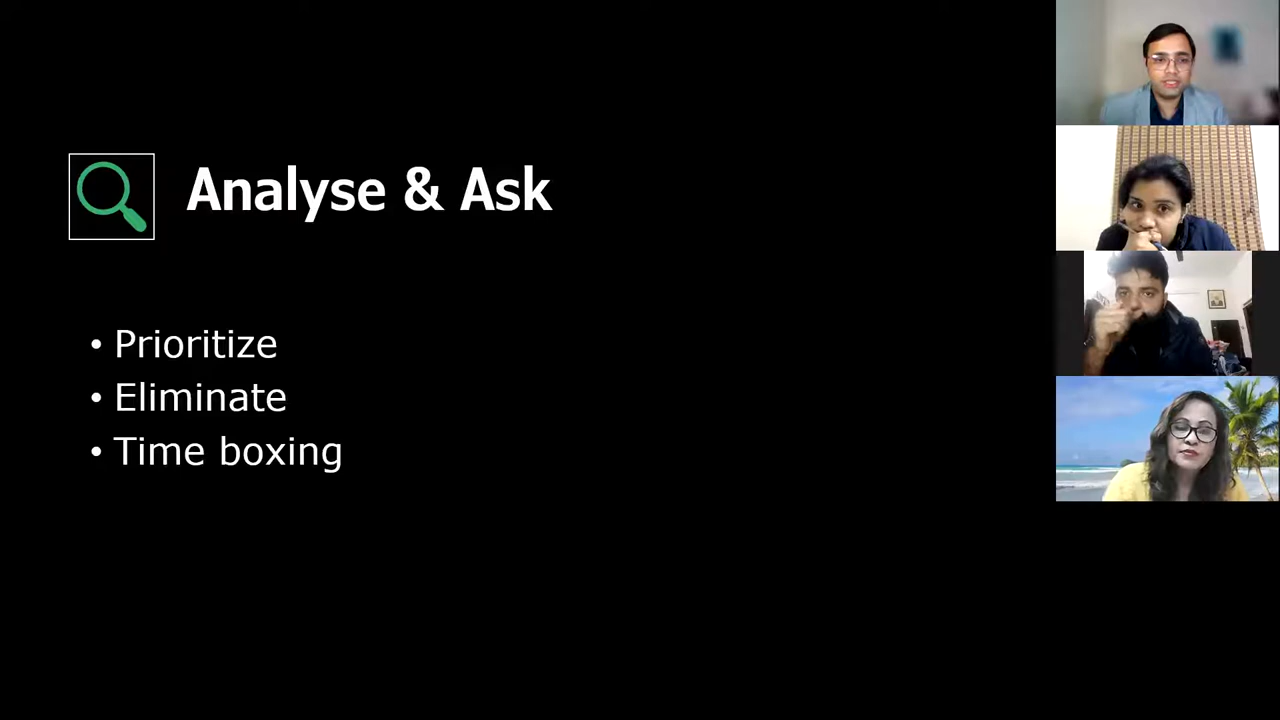 Analyse & Ask
• Prioritize
• Eliminate
• Time boxing